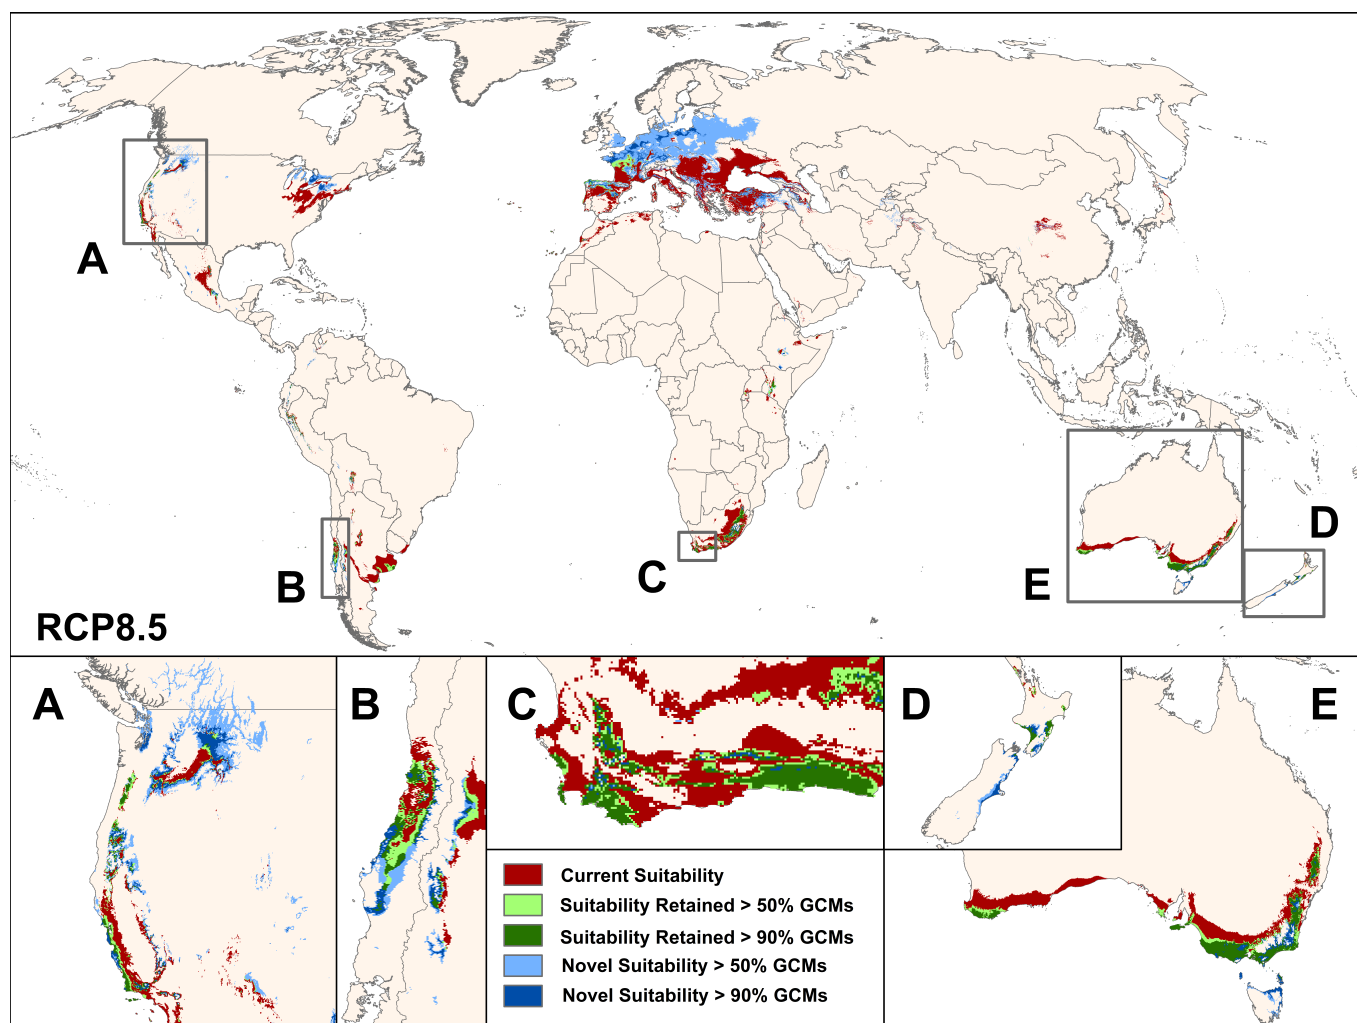 A
B
C
D
E
RCP8.5
A
B
C
D
E
Current Suitability
Suitability Retained > 50% GCMs
Suitability Retained > 90% GCMs
Novel Suitability > 50% GCMs
Novel Suitability > 90% GCMs